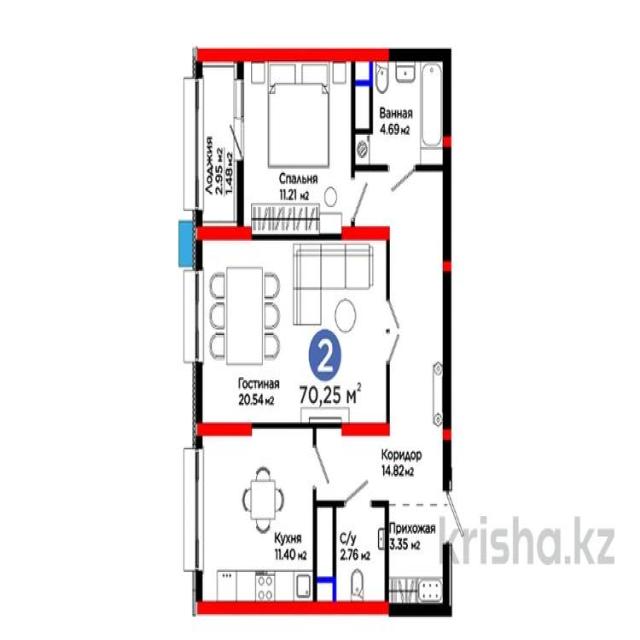 Ванная
4.69 м2
Лоджия
2.95 м2
1.48 м2
Спальня
11.21 м2
2
70,25 м2
Гостиная
20.54 м2
Коридор
14.82 м2
Кухня
11.40 м2
С/у
2.76 м2
Прихожая
3.35 м2
krisha.kz